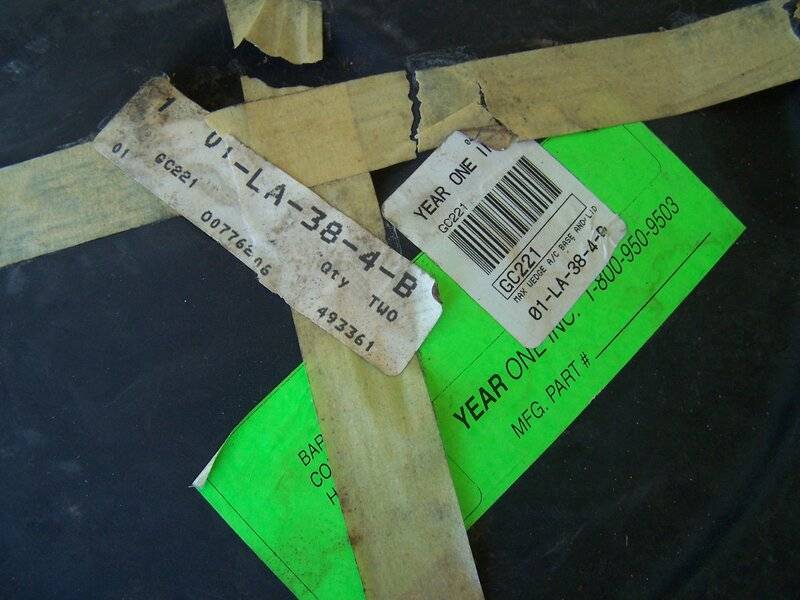 1
01-LA-38-4-B
01 GC221
Qty TWO
493361
YEAR ONE
GC221
GC221
MAX WEDGE A/C BASE AND LID
01-LA-38-4-B
YEAR ONE INC. 1-800-950-9503
MFG. PART #